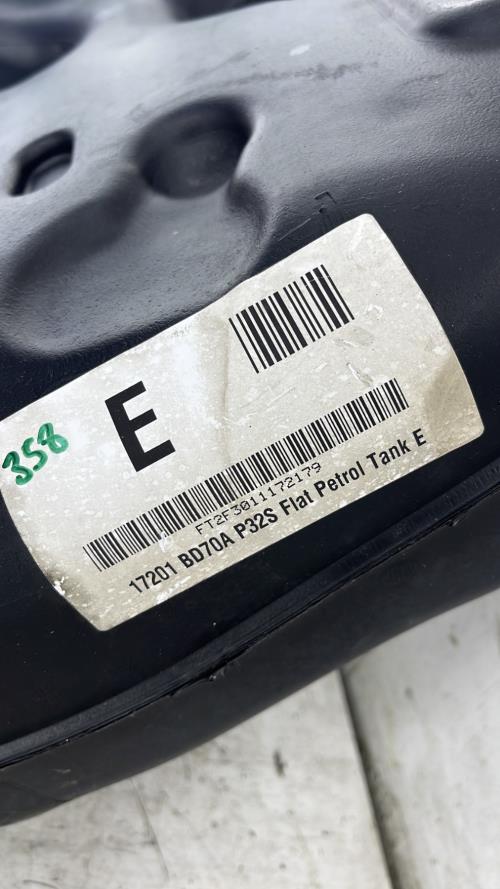 E
358
FT2F3011172179
17201 BD70A P32S Flat Petrol Tank E